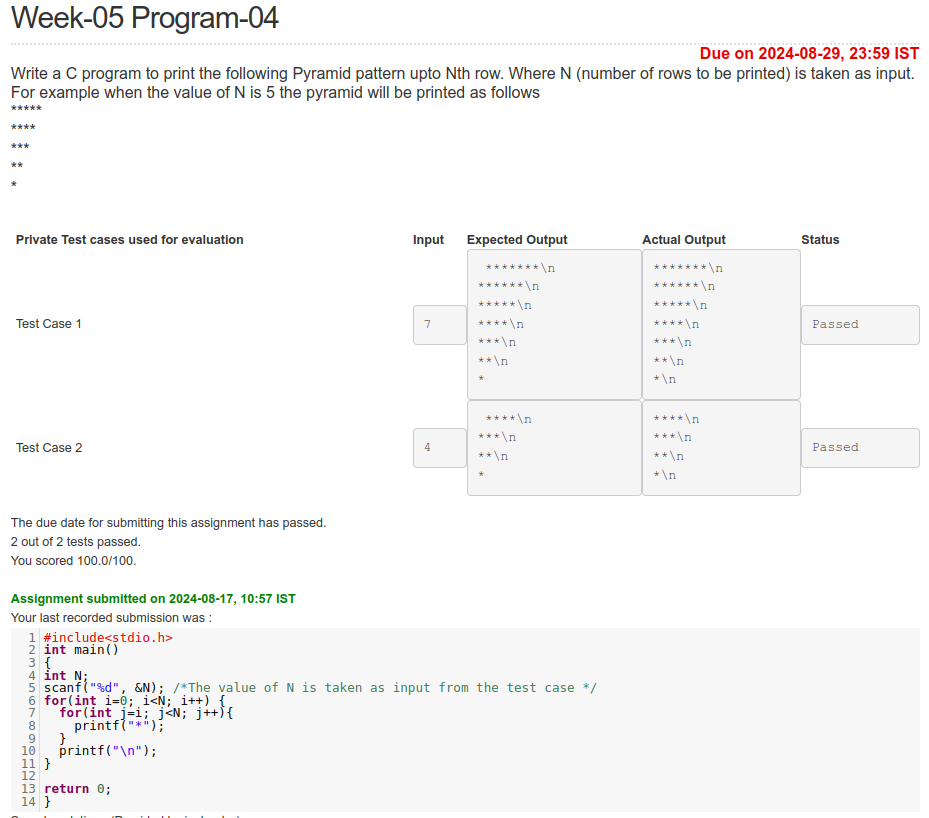 Week-05 Program-04
Due on 2024-08-29, 23:59 IST
Write a C program to print the following Pyramid pattern upto Nth row. Where N (number of rows to be printed) is taken as input.
For example when the value of N is 5 the pyramid will be printed as follows
*****
****
***
**
*
Private Test cases used for evaluation Input Expected Output Actual Output Status
Test Case 1
7
*******\n
******\n
*****\n
****\n
***\n
**\n
*
*******\n
******\n
*****\n
****\n
***\n
**\n
*\n
Passed
Test Case 2
4
****\n
***\n
**\n
*
****\n
***\n
**\n
*\n
Passed
The due date for submitting this assignment has passed.
2 out of 2 tests passed.
You scored 100.0/100.
Assignment submitted on 2024-08-17, 10:57 IST
Your last recorded submission was :
1 #include<stdio.h>
2 int main()
3 {
4 int N;
5 scanf("%d", &N); /*The value of N is taken as input from the test case */
6 for(int i=0; i<N; i++) {
7   for(int j=i; j<N; j++){
8     printf("*");
9   }
10   printf("\n");
11 }
12
13 return 0;
14 }